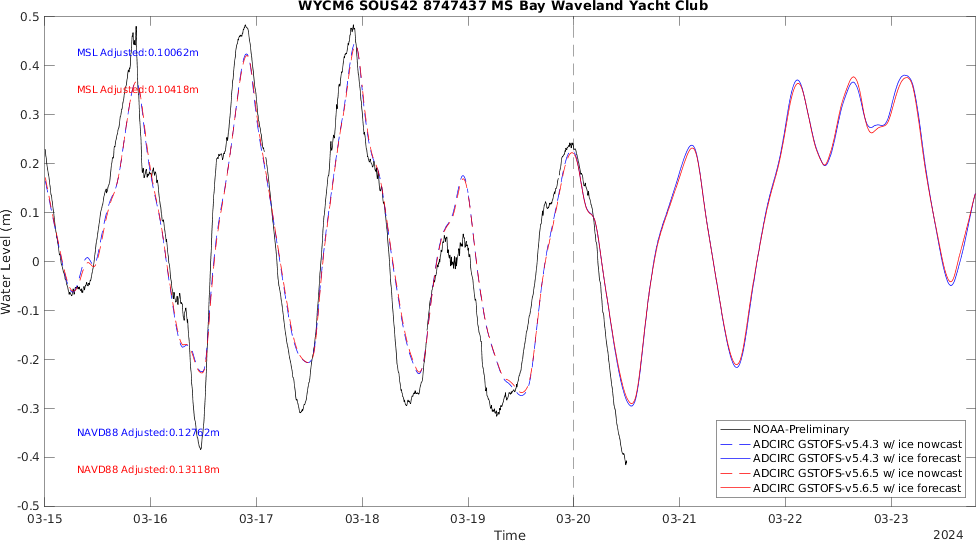 WYCM6 SOUS42 8747437 MS Bay Waveland Yacht Club
0.5
0.4
0.3
0.2
0.1
0
-0.1
-0.2
-0.3
-0.4
-0.5
Water Level (m)
MSL Adjusted:0.10062m
MSL Adjusted:0.10418m
NAVD88 Adjusted:0.12762m
NAVD88 Adjusted:0.13118m
NOAA-Preliminary
ADCIRC GSTOFS-v5.4.3 w/ ice nowcast
ADCIRC GSTOFS-v5.4.3 w/ ice forecast
ADCIRC GSTOFS-v5.6.5 w/ ice nowcast
ADCIRC GSTOFS-v5.6.5 w/ ice forecast
03-15 03-16 03-17 03-18 03-19 03-20 03-21 03-22 03-23
Time
2024